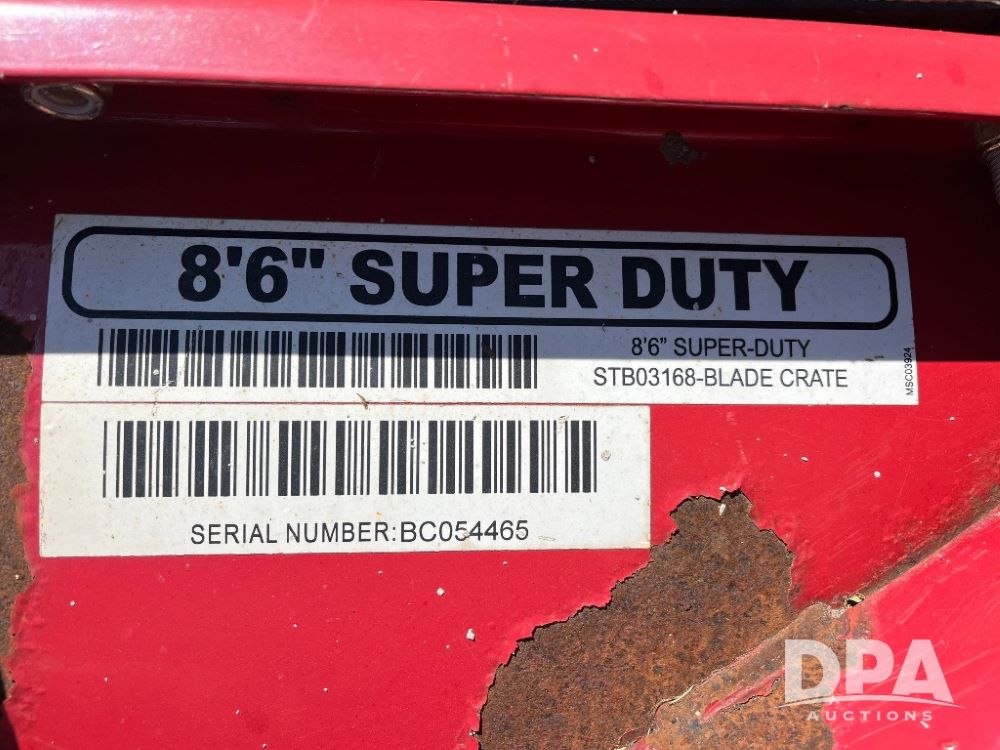 8'6" SUPER DUTY
8'6” SUPER-DUTY
STB03168-BLADE CRATE
MSC03924
SERIAL NUMBER:BC054465
DPA
AUCTIONS